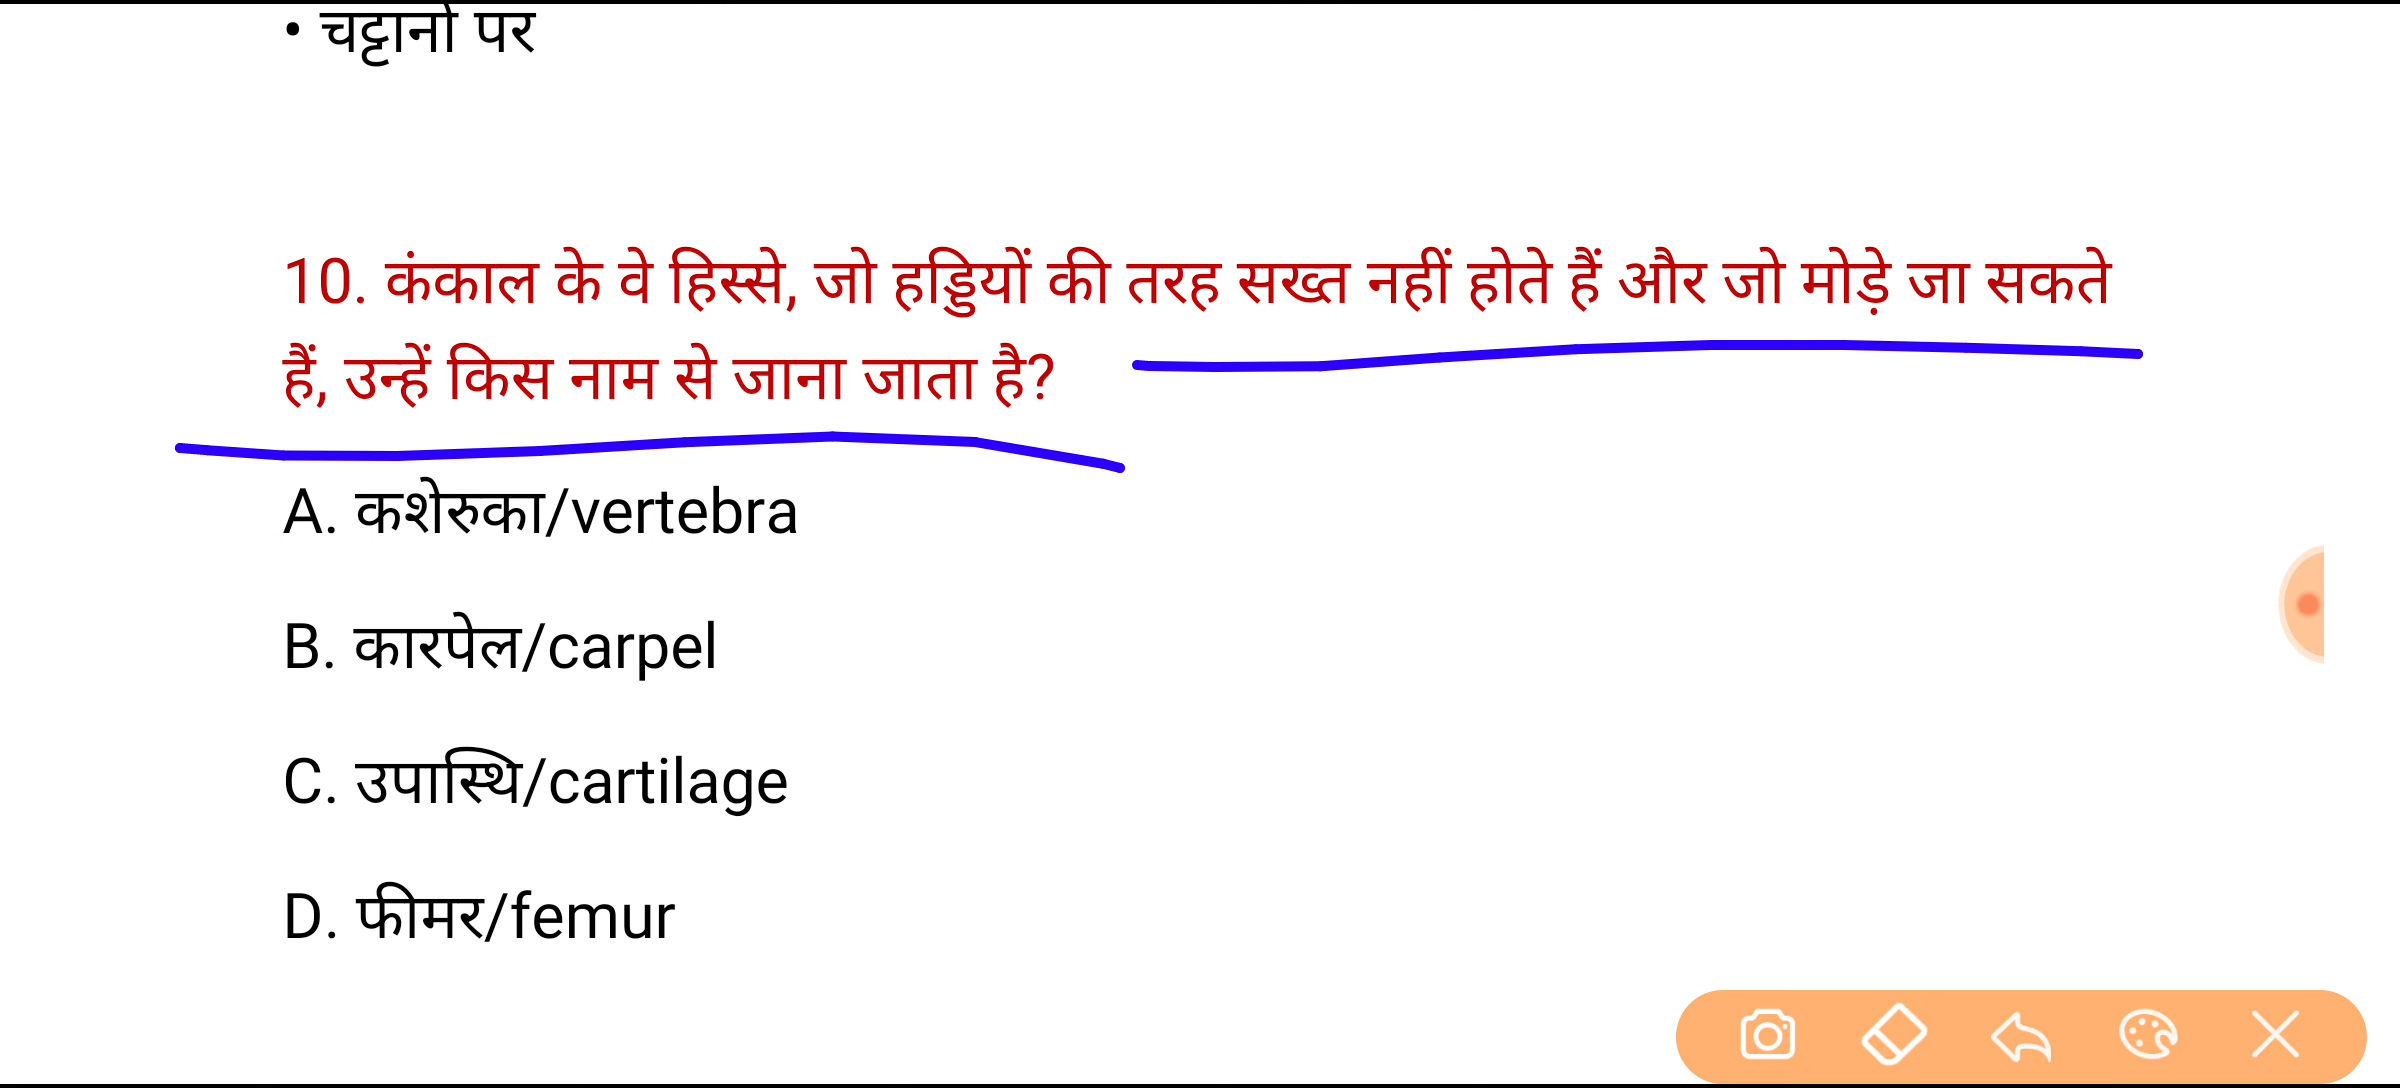 • चट्टानों पर
10. कंकाल के वे हिस्से, जो हड्डियों की तरह सख्त नहीं होते हैं और जो मोड़े जा सकते
हैं, उन्हें किस नाम से जाना जाता है?
A. कशेरुका/vertebra
B. कारपेल/carpel
C. उपास्थि/cartilage
D. फीमर/femur